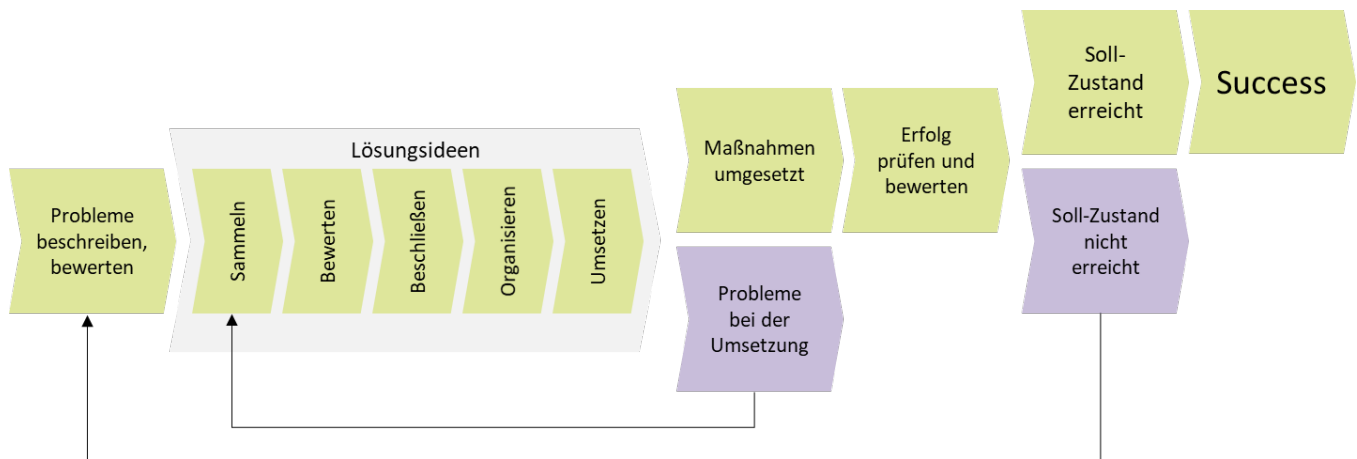 Probleme
beschreiben,
bewerten
Lösungsideen
Sammeln
Bewerten
Beschließen
Organisieren
Umsetzen
Maßnahmen
umgesetzt
Probleme
bei der
Umsetzung
Erfolg
prüfen und
bewerten
Soll-
Zustand
erreicht
Soll-Zustand
nicht
erreicht
Success